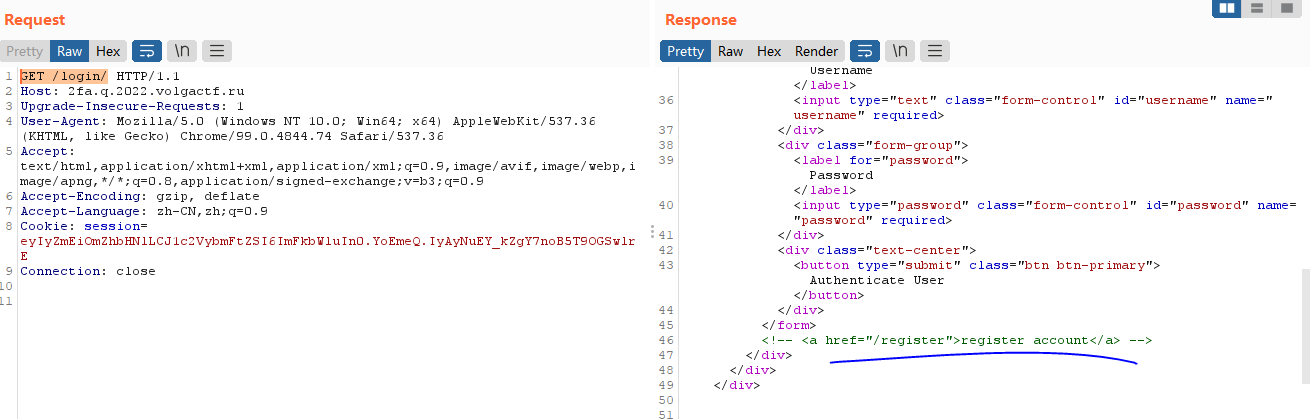 Request
Pretty Raw Hex \n
1 GET /login/ HTTP/1.1
2 Host: 2fa.q.2022.volgactf.ru
3 Upgrade-Insecure-Requests: 1
4 User-Agent: Mozilla/5.0 (Windows NT 10.0; Win64; x64) AppleWebKit/537.36
(KHTML, like Gecko) Chrome/99.0.4844.74 Safari/537.36
5 Accept:
text/html,application/xhtml+xml,application/xml;q=0.9,image/avif,image/webp,i
mage/apng,*/*;q=0.8,application/signed-exchange;v=b3;q=0.9
6 Accept-Encoding: gzip, deflate
7 Accept-Language: zh-CN,zh;q=0.9
8 Cookie: session=
eyIyZmEiOmZhbHNlLCJ1c2VybmFtZSI6ImFkbWluIn0.YoEmeQ.IyAyNuEY_kZgY7noB5T9OGSwlr
E
9 Connection: close
10
11
Response
Pretty Raw Hex Render \n
Username
</label>
36 <input type="text" class="form-control" id="username" name="
username" required>
37 </div>
38 <div class="form-group">
39 <label for="password">
Password
</label>
40 <input type="password" class="form-control" id="password" name=
"password" required>
41 </div>
42 <div class="text-center">
43 <button type="submit" class="btn btn-primary">
Authenticate User
</button>
44 </div>
45 </form>
46 <!-- <a href="/register">register account</a> -->
47 </div>
48 </div>
49 </div>
50
51